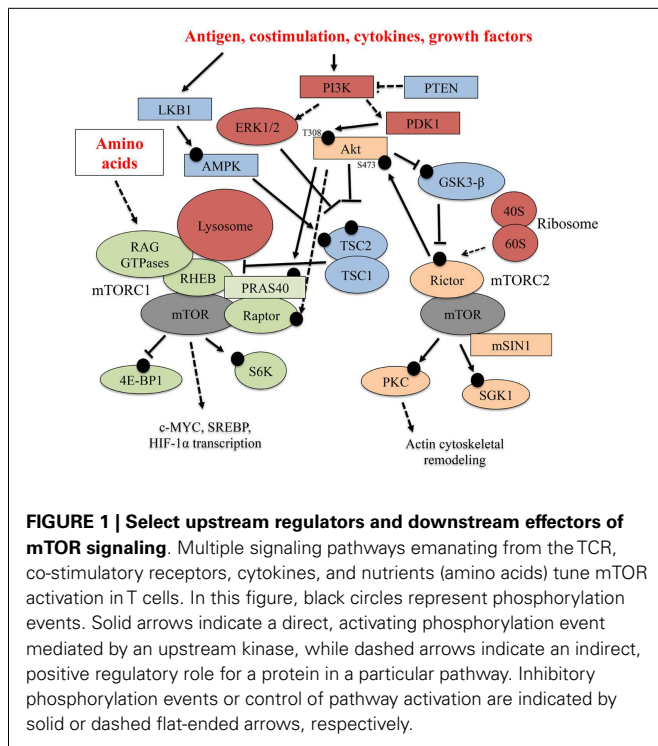 Antigen, costimulation, cytokines, growth factors
PI3K
PTEN
LKB1
ERK1/2
PDK1
T308
Akt
Amino
acids
AMPK
S473
GSK3-β
40S
Ribosome
60S
Lysosome
TSC2
RAG
GTPases
TSC1
RHEB
Rictor
mTORC2
mTORC1
PRAS40
mTOR
Raptor
mTOR
mSIN1
4E-BP1
S6K
PKC
SGK1
c-MYC, SREBP,
HIF-1α transcription
Actin cytoskeletal
remodeling
FIGURE 1 | Select upstream regulators and downstream effectors of
mTOR signaling. Multiple signaling pathways emanating from the TCR,
co-stimulatory receptors, cytokines, and nutrients (amino acids) tune mTOR
activation in T cells. In this figure, black circles represent phosphorylation
events. Solid arrows indicate a direct, activating phosphorylation event
mediated by an upstream kinase, while dashed arrows indicate an indirect,
positive regulatory role for a protein in a particular pathway. Inhibitory
phosphorylation events or control of pathway activation are indicated by
solid or dashed flat-ended arrows, respectively.